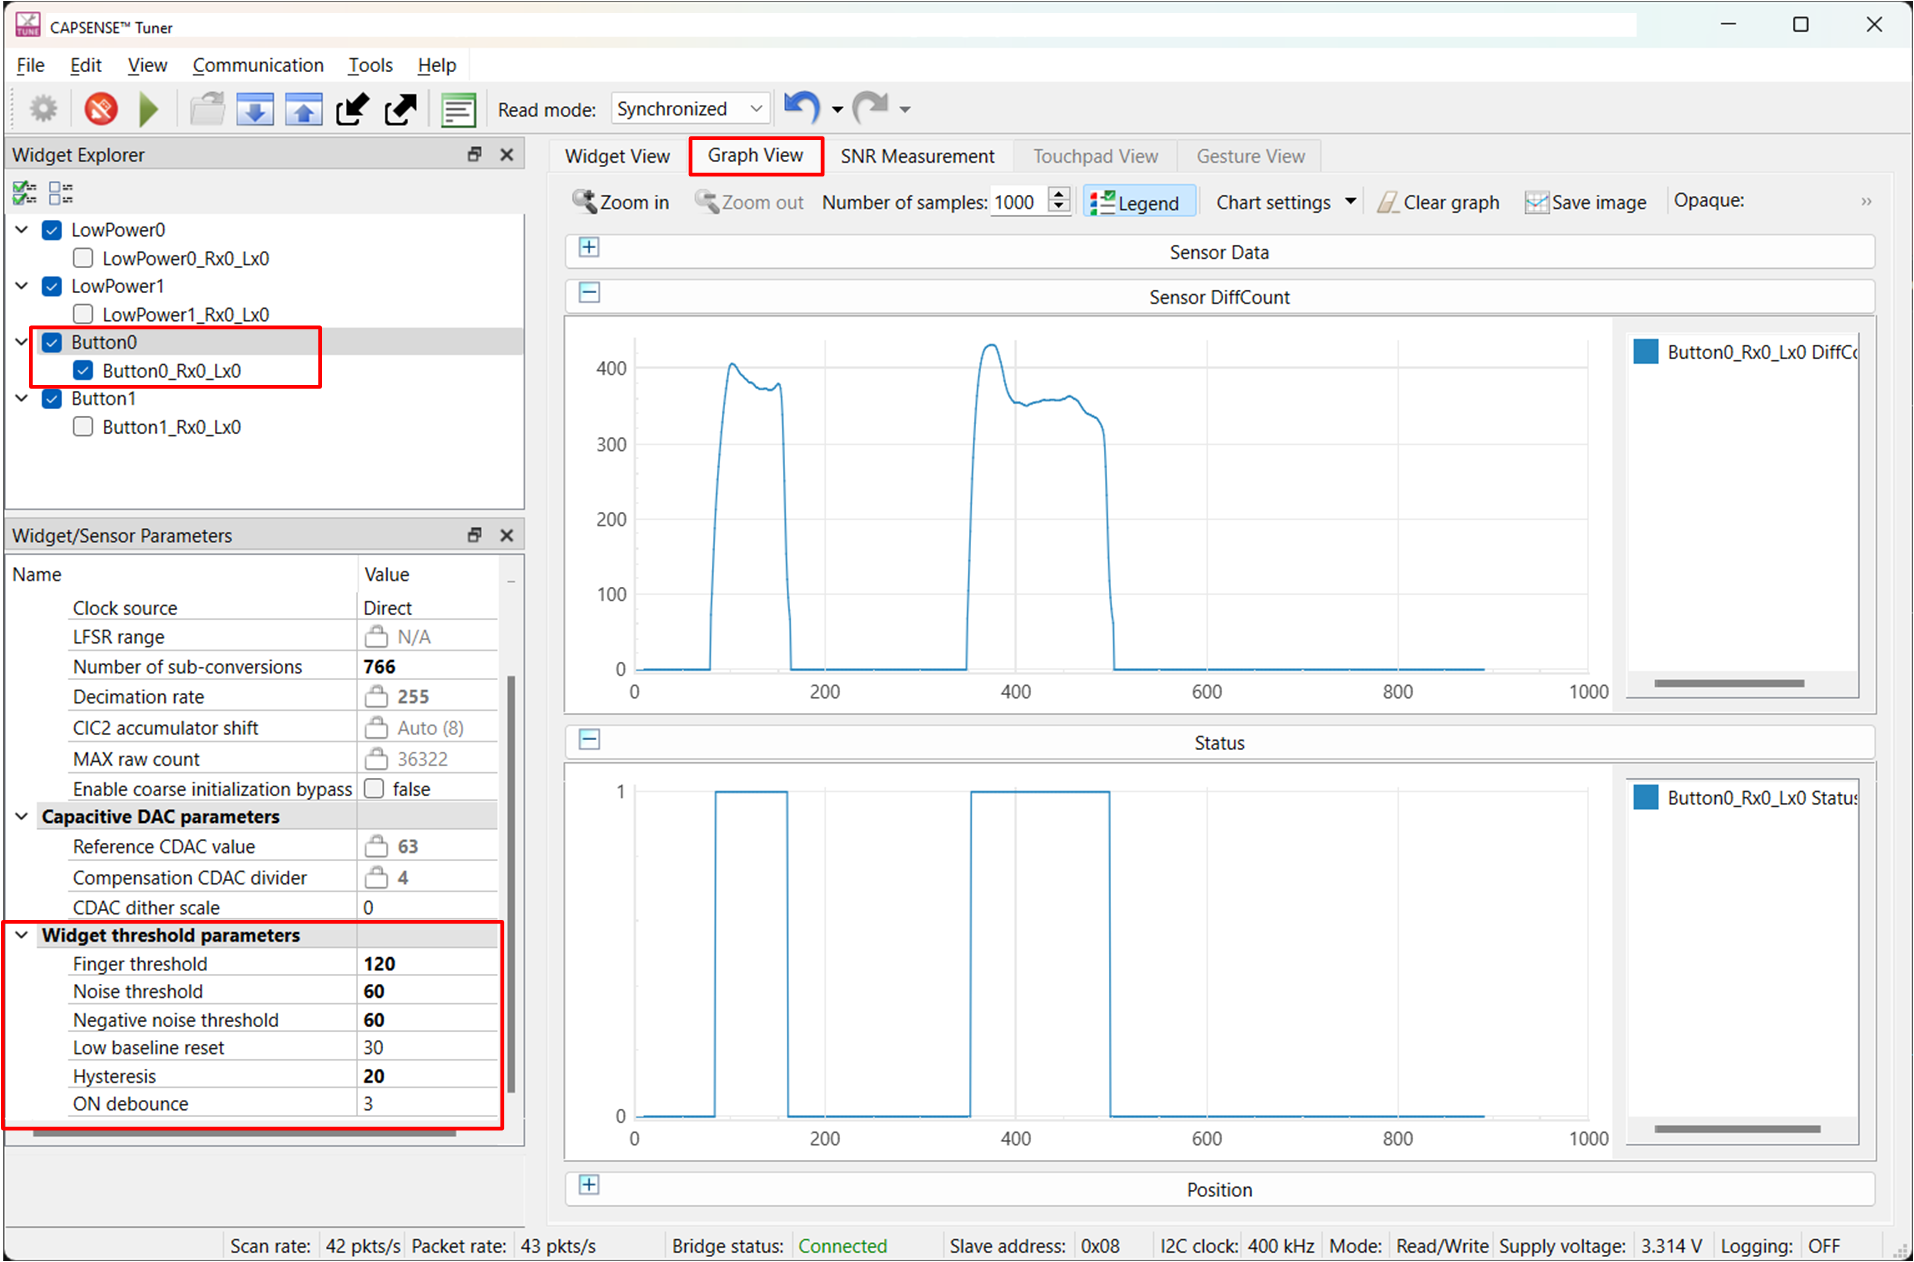 CAPSENSE™ Tuner
File Edit View Communication Tools Help
Read mode: Synchronized
Widget Explorer
LowPower0
LowPower0_Rx0_Lx0
LowPower1
LowPower1_Rx0_Lx0
Button0
Button0_Rx0_Lx0
Button1
Button1_Rx0_Lx0
Widget/Sensor Parameters
Name Value
Clock source Direct
LFSR range N/A
Number of sub-conversions 766
Decimation rate 255
CIC2 accumulator shift Auto (8)
MAX raw count 36322
Enable coarse initialization bypass false
Capacitive DAC parameters
Reference CDAC value 63
Compensation CDAC divider 4
CDAC dither scale 0
Widget threshold parameters
Finger threshold 120
Noise threshold 60
Negative noise threshold 60
Low baseline reset 30
Hysteresis 20
ON debounce 3
Widget View Graph View SNR Measurement Touchpad View Gesture View
Zoom in Zoom out Number of samples: 1000 Legend Chart settings Clear graph Save image Opaque: »
Sensor Data
Sensor DiffCount
400
300
200
100
0
0 200 400 600 800 1000
Button0_Rx0_Lx0 DiffCo
Status
1
0
0 200 400 600 800 1000
Button0_Rx0_Lx0 Status
Position
Scan rate: 42 pkts/s Packet rate: 43 pkts/s Bridge status: Connected Slave address: 0x08 I2C clock: 400 kHz Mode: Read/Write Supply voltage: 3.314 V Logging: OFF